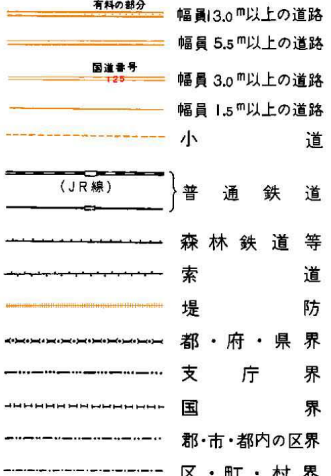 有料の部分
幅員13.0m以上の道路
幅員 5.5m以上の道路
国道番号
125
幅員 3.0m以上の道路
幅員 1.5m以上の道路
小道
(JR線)
普通鉄道
森林鉄道等
索道
堤防
都・府・県界
支庁界
国界
郡・市・都内の区界
区・町・村界